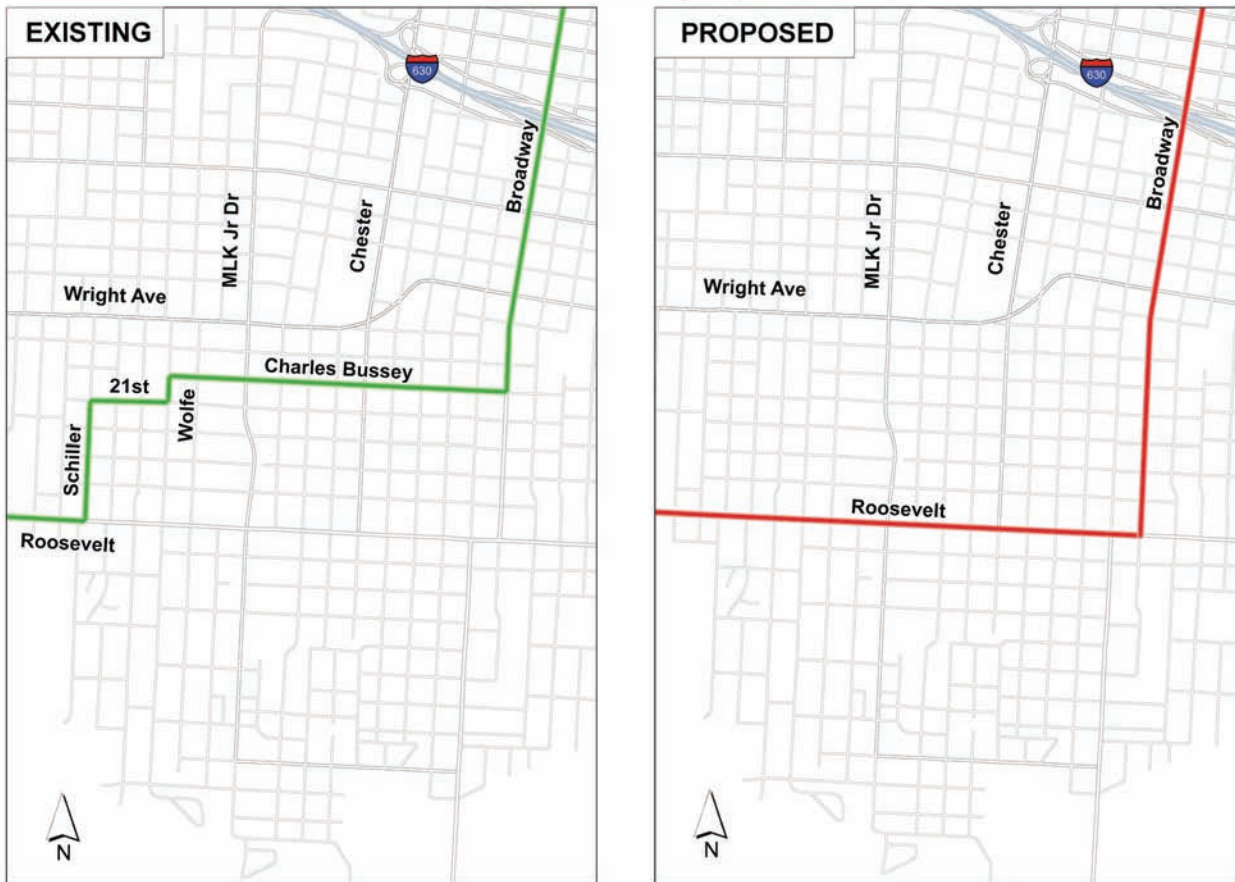 EXISTING
630
Broadway
MLK Jr Dr
Chester
Wright Ave
Charles Bussey
21st
Wolfe
Schiller
Roosevelt
N
PROPOSED
630
Broadway
MLK Jr Dr
Chester
Wright Ave
Roosevelt
N